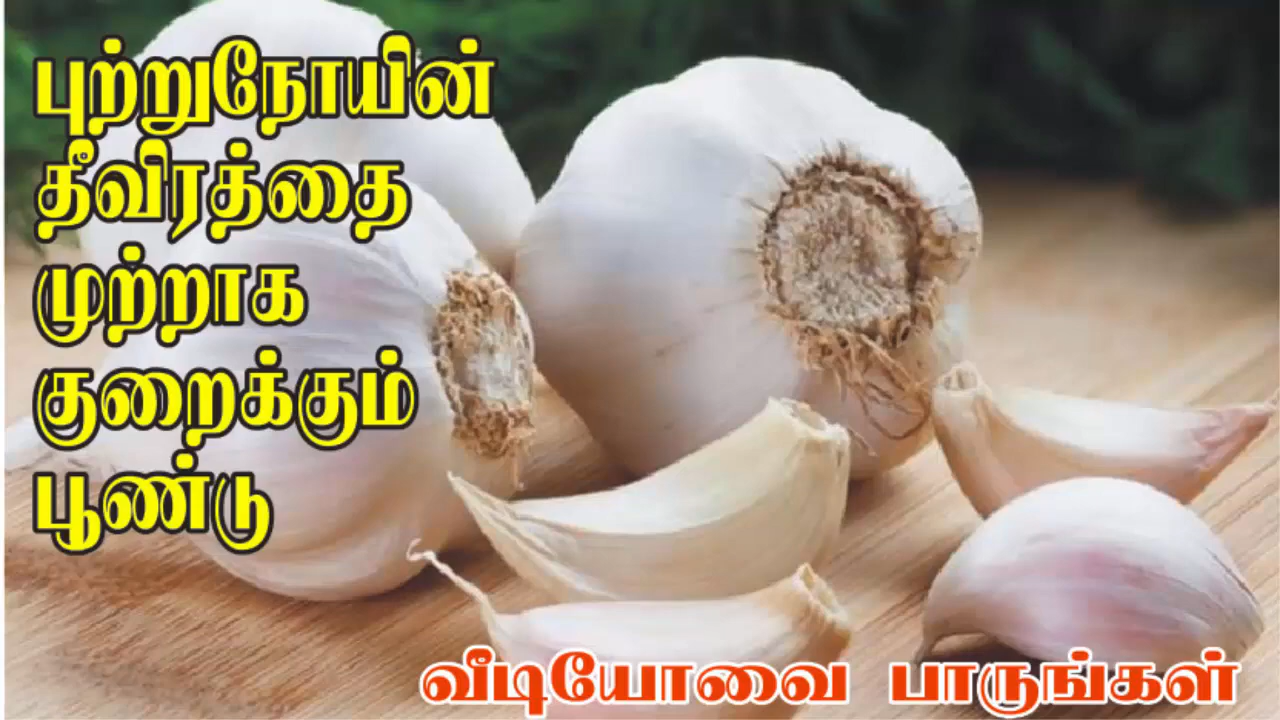 புற்றுநோயின்
தீவிரத்தை
முற்றாக
குறைக்கும்
பூண்டு
வீடியோவை பாருங்கள்